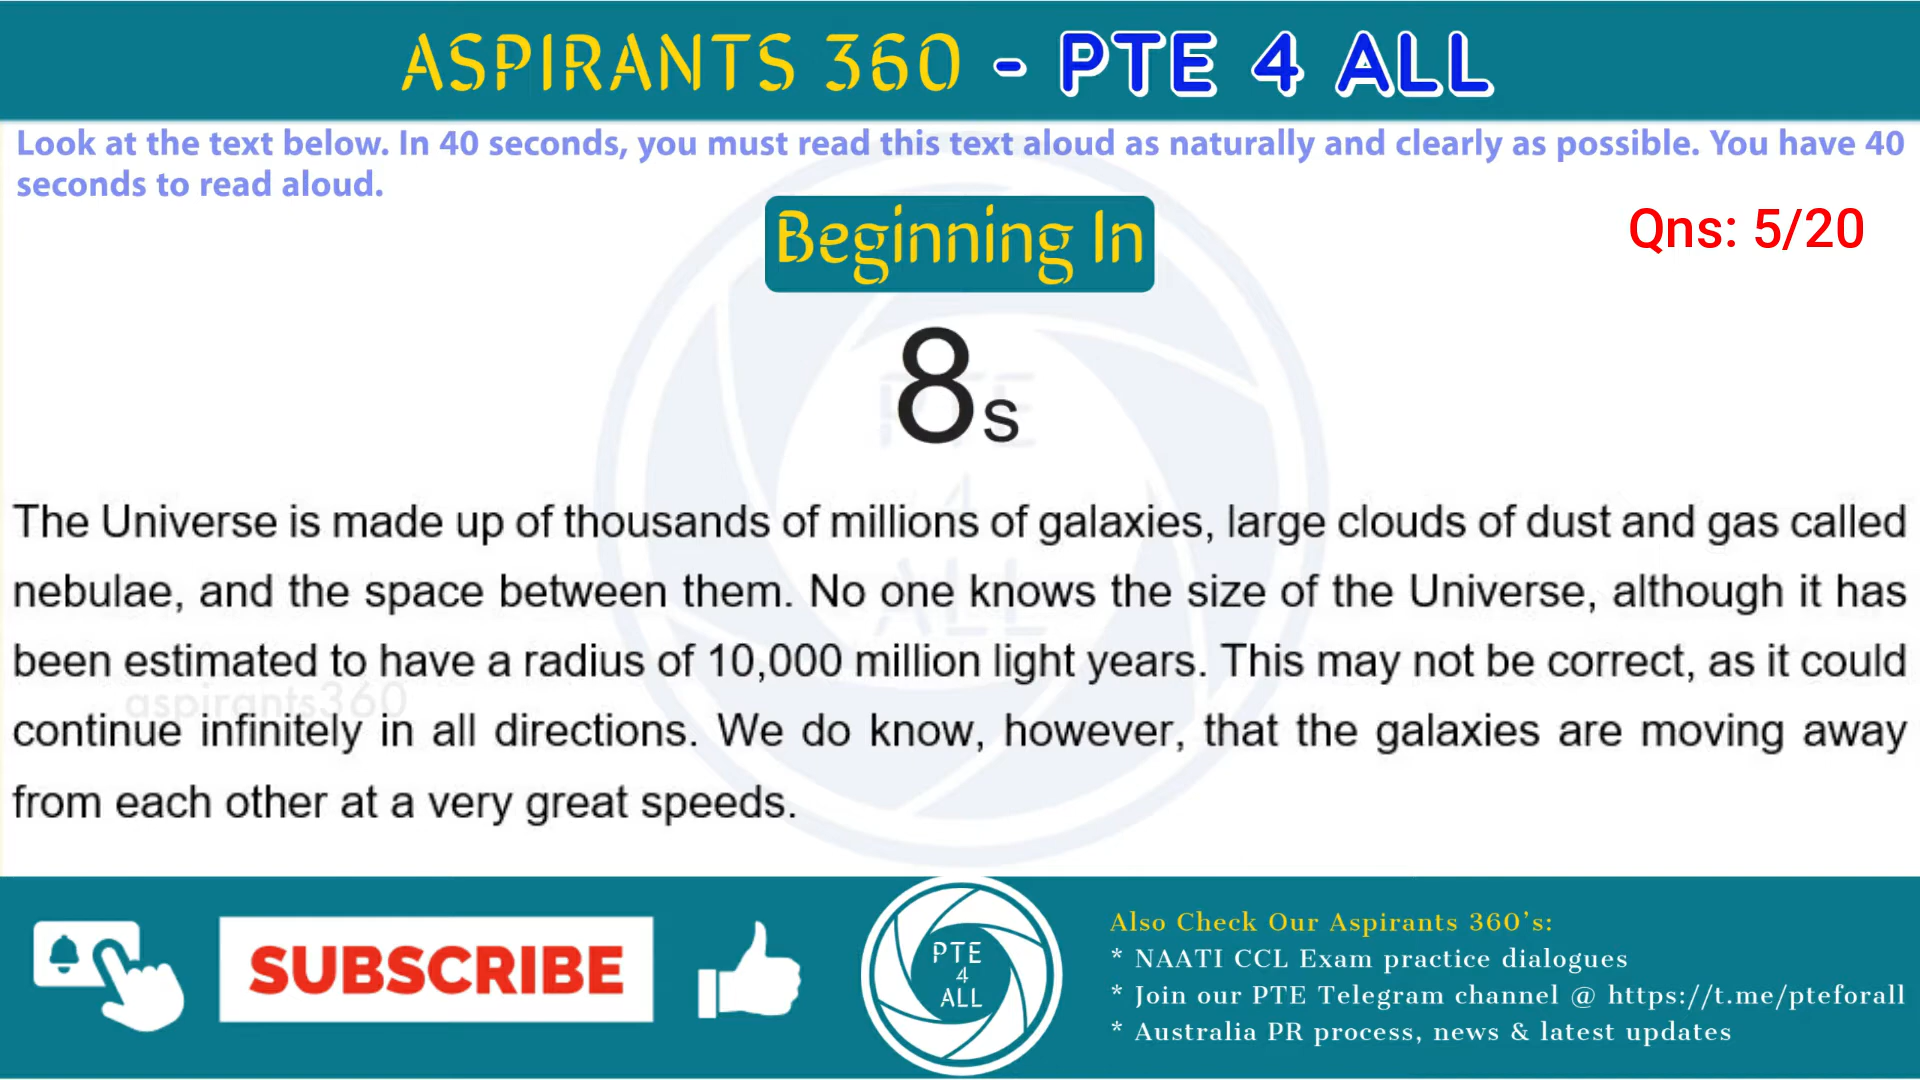 ASPIRANTS 360 - PTE 4 ALL
Look at the text below. In 40 seconds, you must read this text aloud as naturally and clearly as possible. You have 40
seconds to read aloud.
Beginning In
Qns: 5/20
8s
The Universe is made up of thousands of millions of galaxies, large clouds of dust and gas called
nebulae, and the space between them. No one knows the size of the Universe, although it has
been estimated to have a radius of 10,000 million light years. This may not be correct, as it could
continue infinitely in all directions. We do know, however, that the galaxies are moving away
from each other at a very great speeds.
PTE
4
ALL
aspirants360
SUBSCRIBE
PTE
4
ALL
Also Check Our Aspirants 360's:
* NAATI CCL Exam practice dialogues
* Join our PTE Telegram channel @ https://t.me/pteforall
* Australia PR process, news & latest updates